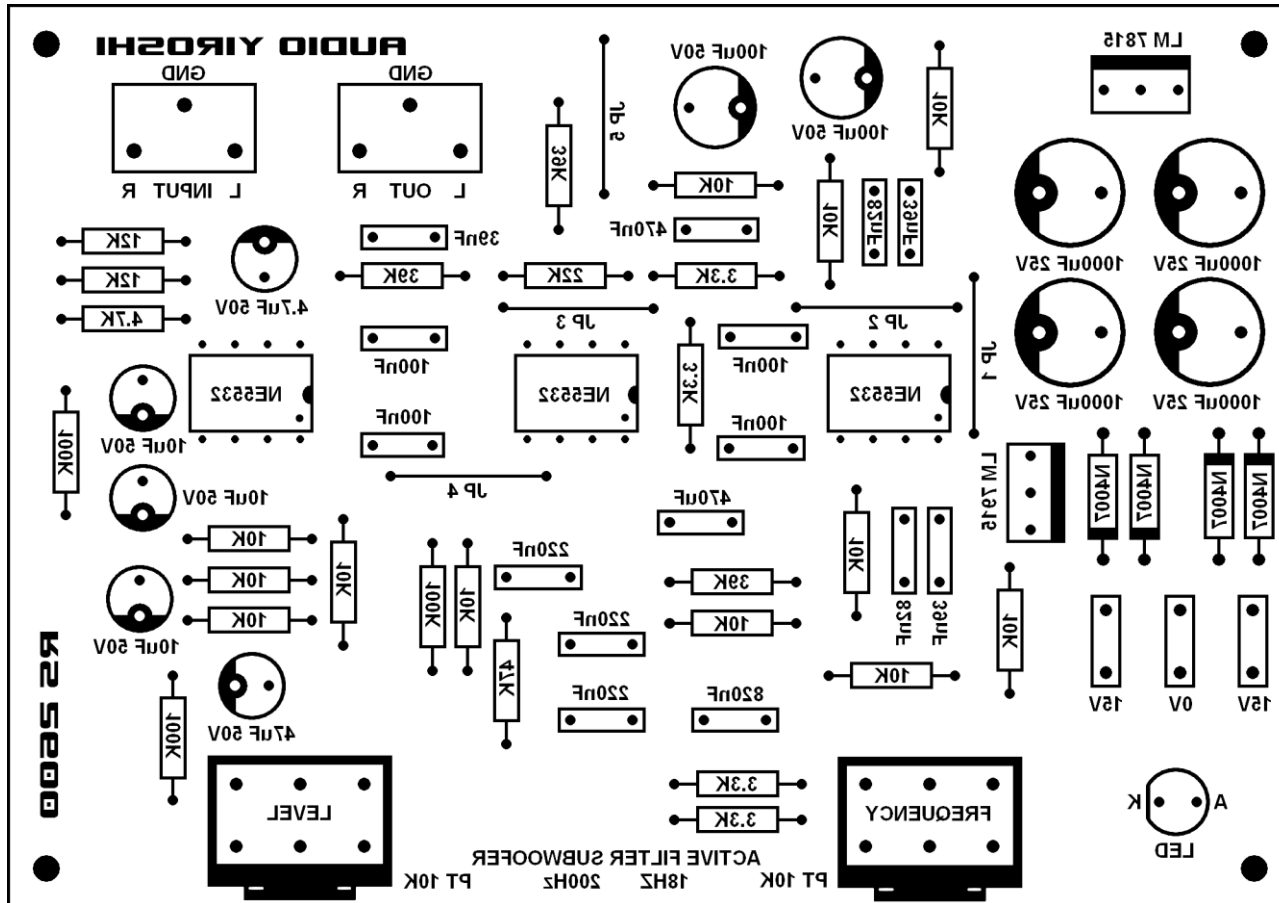 AUDIO YIROSHI
GND
GND
JP 5
100uF 50V
100uF 50V
10K
LM 7815
39K
L INPUT R
L OUT R
10K
10K
82nF
39nF
12K
39nF
470nF
12K
4.7uF 50V
39K
22K
3.3K
1000uF 25V
1000uF 25V
4.7K
JP 3
JP 2
JP 1
100nF
3.3K
100nF
NE5532
NE5532
NE5532
1000uF 25V
1000uF 25V
10uF 50V
100nF
100nF
100K
LM 7915
N4007
N4007
N4007
N4007
10uF 50V
JP 4
470uF
10K
10K
220nF
10K
82nF
39nF
10K
100K
10K
39K
10K
10K
220nF
10K
10uF 50V
RS 5600
47K
10K
220nF
820nF
15V
0V
15V
47uF 50V
100K
3.3K
LEVEL
3.3K
FREQUENCY
K
A
LED
ACTIVE FILTER SUBWOOFER
PT 10K
200Hz
18HZ
PT 10K